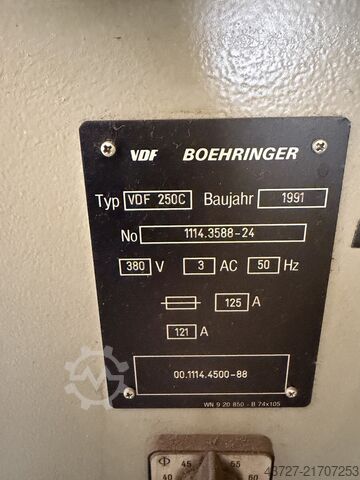 VDF BOEHRINGER
Typ VDF 250C Baujahr 1991
No 1114.3588-24
380 V 3 AC 50 Hz
125 A
121 A
00.1114.4500-88
WN 9 20 850 - B 74x105
45 55
40 60
43727-21707253